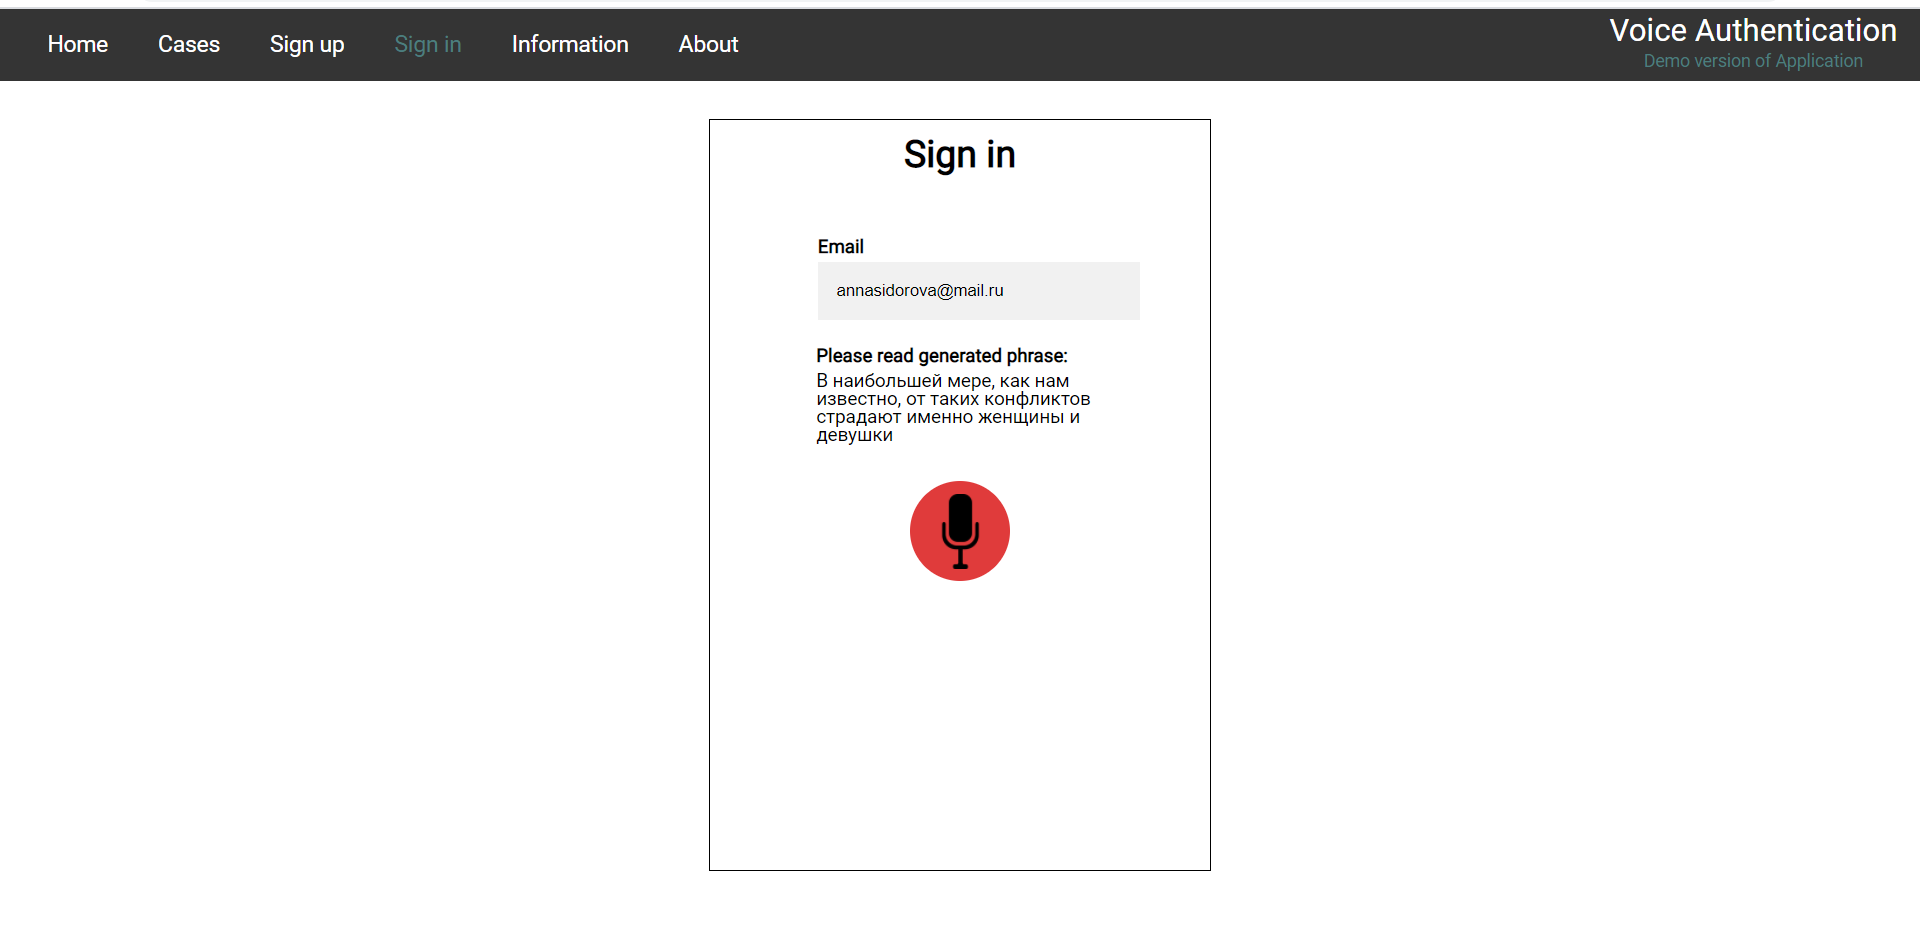 Home Cases Sign up Sign in Information About
Voice Authentication
Demo version of Application
Sign in
Email
annasidorova@mail.ru
Please read generated phrase:
В наибольшей мере, как нам
известно, от таких конфликтов
страдают именно женщины и
девушки